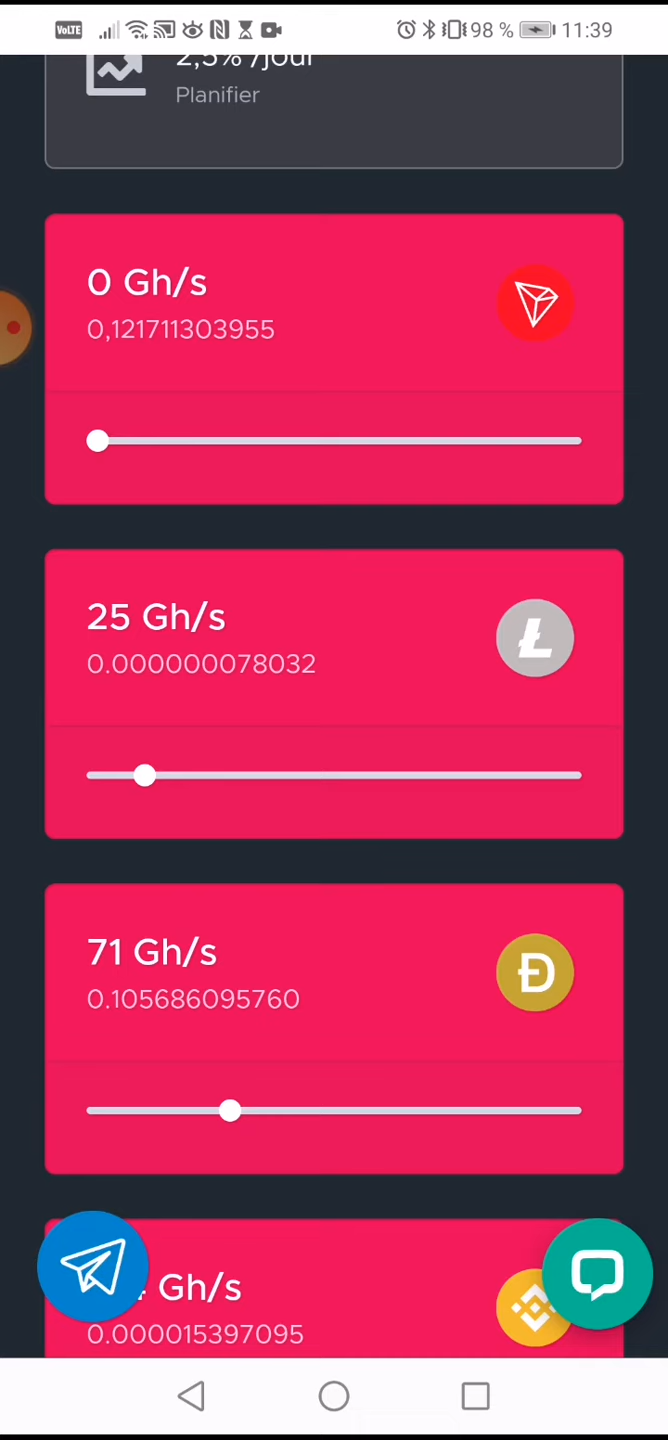 VoLTE 98 % 11:39
2,5% /jour
Planifier
0 Gh/s
0,121711303955
25 Gh/s
0.000000078032
Ł
71 Gh/s
0.105686095760
Ð
Gh/s
0.000015397095